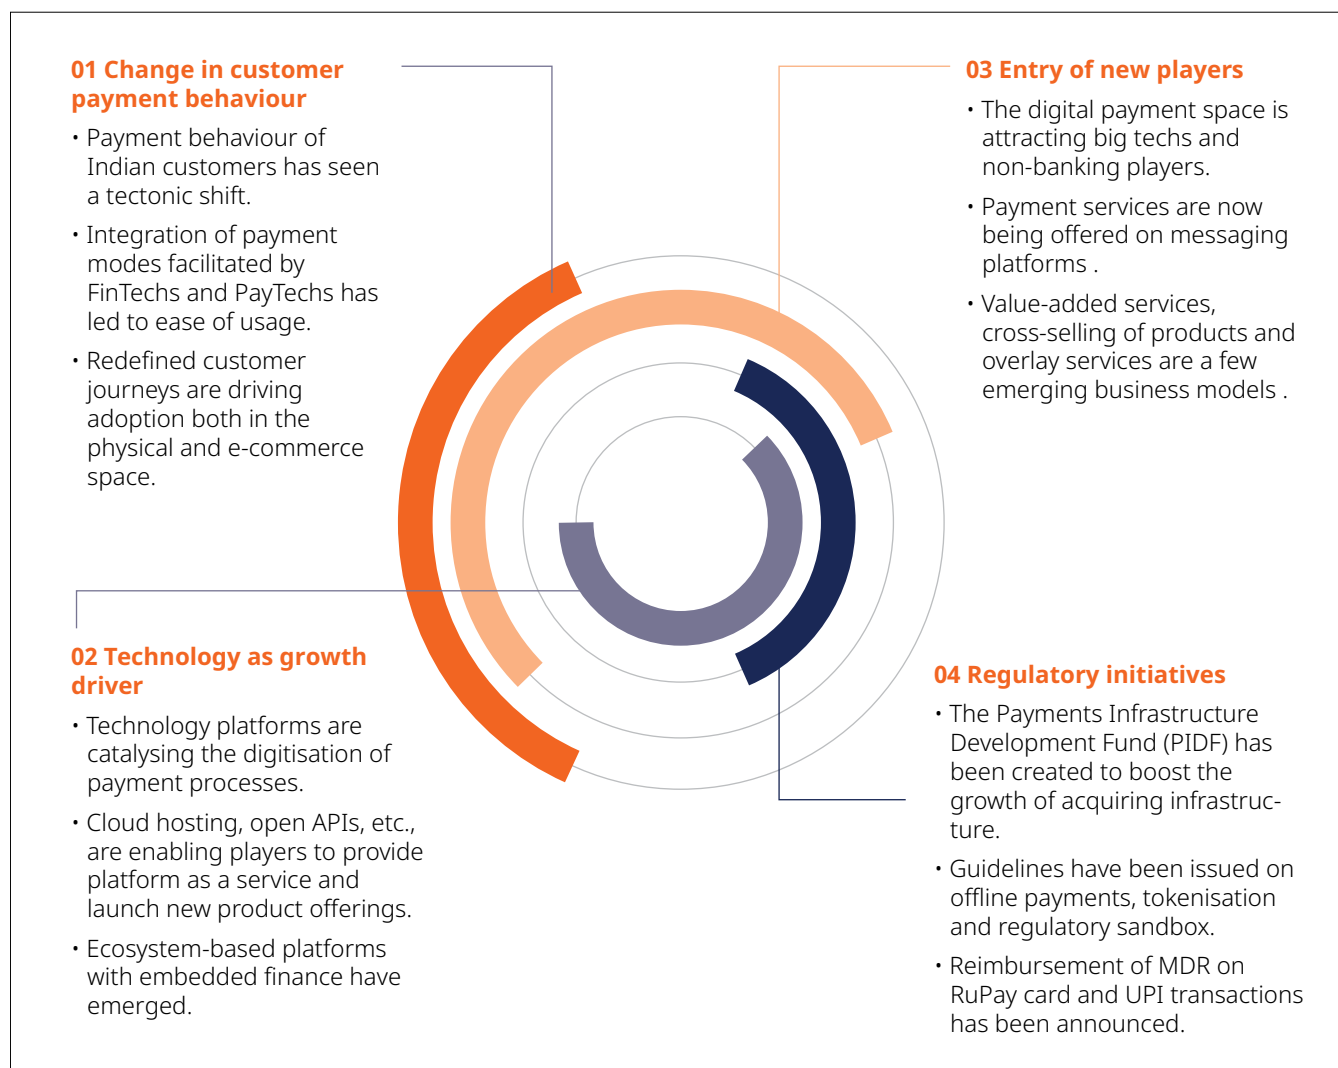 01 Change in customer
payment behaviour
• Payment behaviour of
Indian customers has seen
a tectonic shift.
• Integration of payment
modes facilitated by
FinTechs and PayTechs has
led to ease of usage.
• Redefined customer
journeys are driving
adoption both in the
physical and e-commerce
space.
02 Technology as growth
driver
• Technology platforms are
catalysing the digitisation of
payment processes.
• Cloud hosting, open APIs, etc.,
are enabling players to provide
platform as a service and
launch new product offerings.
• Ecosystem-based platforms
with embedded finance have
emerged.
03 Entry of new players
• The digital payment space is
attracting big techs and
non-banking players.
• Payment services are now
being offered on messaging
platforms .
• Value-added services,
cross-selling of products and
overlay services are a few
emerging business models .
04 Regulatory initiatives
• The Payments Infrastructure
Development Fund (PIDF) has
been created to boost the
growth of acquiring infrastruc-
ture.
• Guidelines have been issued on
offline payments, tokenisation
and regulatory sandbox.
• Reimbursement of MDR on
RuPay card and UPI transactions
has been announced.